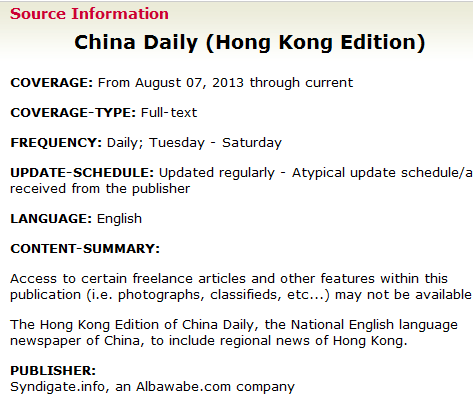 Source Information
China Daily (Hong Kong Edition)
COVERAGE: From August 07, 2013 through current
COVERAGE-TYPE: Full-text
FREQUENCY: Daily; Tuesday - Saturday
UPDATE-SCHEDULE: Updated regularly - Atypical update schedule/a
received from the publisher
LANGUAGE: English
CONTENT-SUMMARY:
Access to certain freelance articles and other features within this
publication (i.e. photographs, classifieds, etc...) may not be available
The Hong Kong Edition of China Daily, the National English language
newspaper of China, to include regional news of Hong Kong.
PUBLISHER:
Syndigate.info, an Albawabe.com company